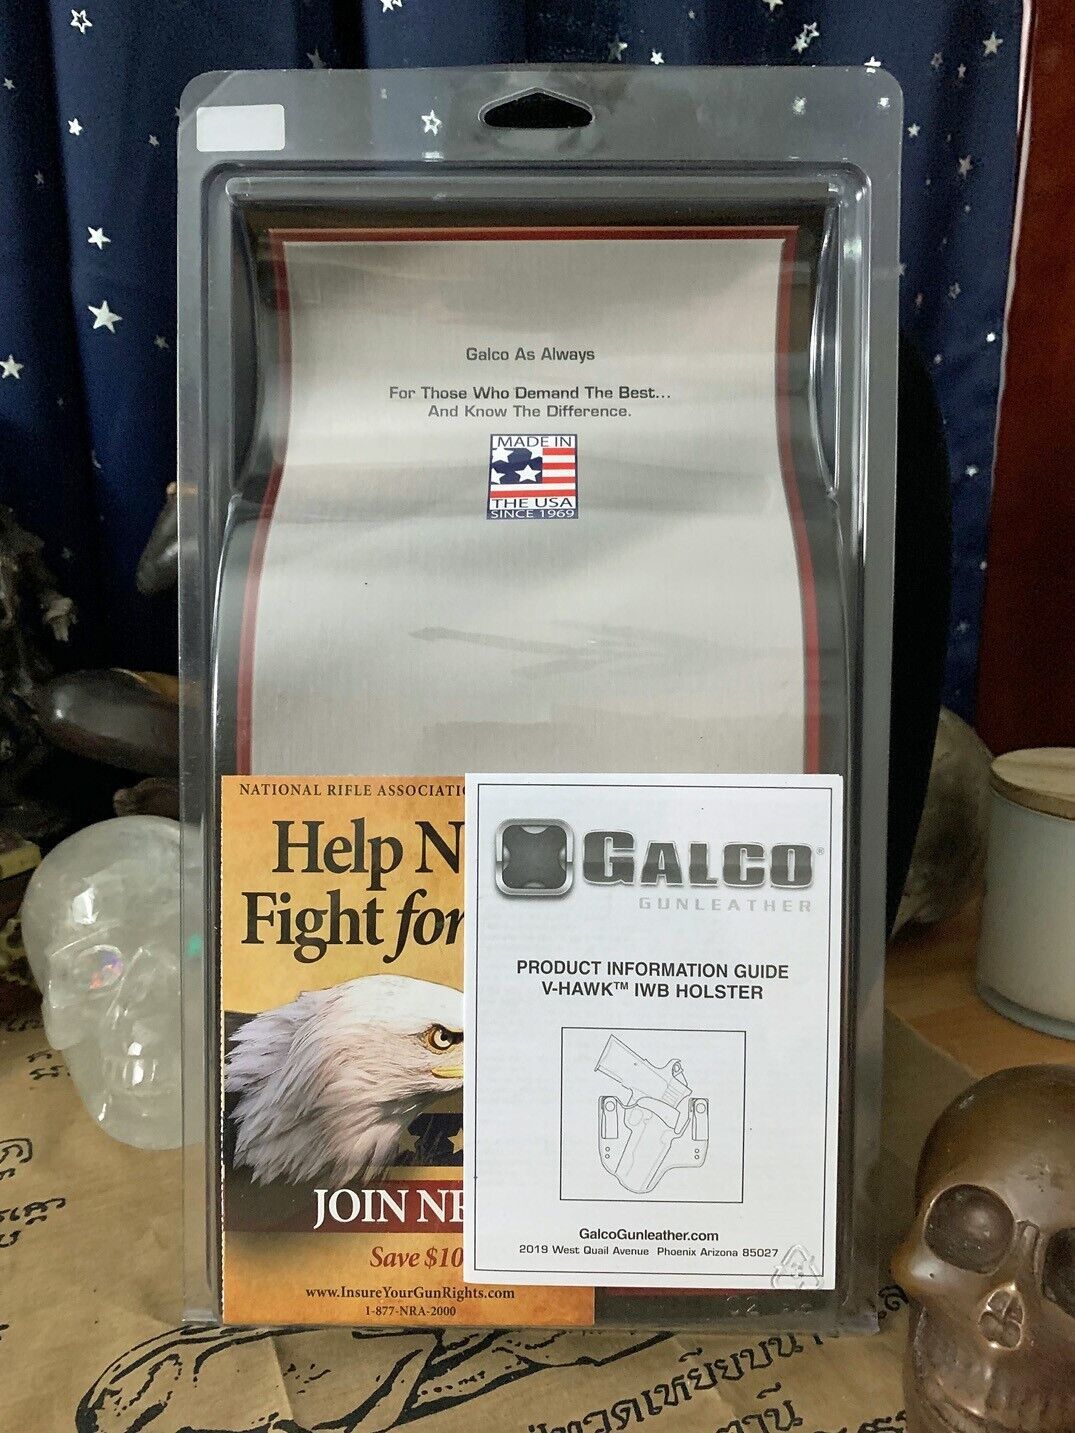 Galco As Always
For Those Who Demand The Best...
And Know The Difference.
MADE IN
THE USA
SINCE 1969
NATIONAL RIFLE
Help
Fight for
JOIN
Save $10
www.InsureYourGunRights.com
1-877-NRA-2000
GALCO®
GUNLEATHER
PRODUCT INFORMATION GUIDE
V-HAWK™ IWB HOLSTER
GalcoGunleather.com
2019 West Quail Avenue Phoenix Arizona 85027